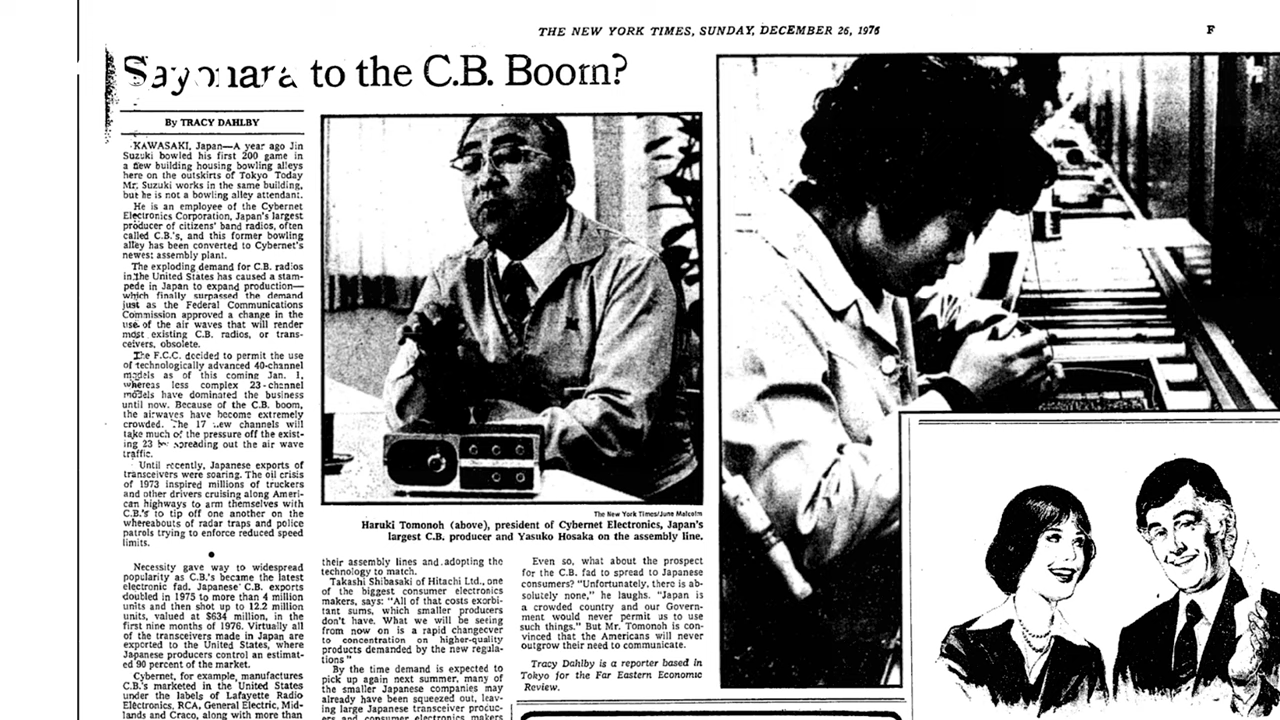 THE NEW YORK TIMES, SUNDAY, DECEMBER 26, 1976
F
Sayonara to the C.B. Boom?
By TRACY DAHLBY
KAWASAKI, Japan—A year ago Jin
Suzuki bowled his first 200 game in
a new building housing bowling alleys
here on the outskirts of Tokyo Today
Mr. Suzuki works in the same building,
but he is not a bowling alley attendant.
He is an employee of the Cybernet
Electronics Corporation, Japan's largest
producer of citizens' band radios, often
called C.B.'s, and this former bowling
alley has been converted to Cybernet's
newest assembly plant.
The exploding demand for C.B. radios
in the United States has caused a stam-
pede in Japan to expand production—
which finally surpassed the demand
just as the Federal Communications
Commission approved a change in the
use of the air waves that will render
most existing C.B. radios, or trans-
ceivers, obsolete.
The F.C.C. decided to permit the use
of technologically advanced 40-channel
models as of this coming Jan. 1,
whereas less complex 23-channel
models have dominated the business
until now. Because of the C.B. boom,
the airwaves have become extremely
crowded. The 17 new channels will
take much of the pressure off the exist-
ing 23 by spreading out the air wave
traffic.
Until recently, Japanese exports of
transceivers were soaring. The oil crisis
of 1973 inspired millions of truckers
and other drivers cruising along Ameri-
can highways to arm themselves with
C.B.'s to tip off one another on the
whereabouts of radar traps and police
patrols trying to enforce reduced speed
limits.
Necessity gave way to widespread
popularity as C.B.'s became the latest
electronic fad. Japanese C.B. exports
doubled in 1975 to more than 4 million
units and then shot up to 12.2 million
units, valued at $634 million, in the
first nine months of 1976. Virtually all
of the transceivers made in Japan are
exported to the United States, where
Japanese producers control an estimat-
ed 90 percent of the market.
Cybernet, for example, manufactures
C.B.'s marketed in the United States
under the labels of Lafayette Radio
Electronics, RCA, General Electric, Mid-
lands and Craco, along with more than
The New York Times/June Malcolm
Haruki Tomonoh (above), president of Cybernet Electronics, Japan's
largest C.B. producer and Yasuko Hosaka on the assembly line.
their assembly lines and adopting the
technology to match.
Takashi Shibasaki of Hitachi Ltd., one
of the biggest consumer electronics
makers, says: "All of that costs exorbi-
tant sums, which smaller producers
don't have. What we will be seeing
from now on is a rapid changeover
to concentration on higher-quality
products demanded by the new regula-
tions"
By the time demand is expected to
pick up again next summer, many of
the smaller Japanese companies may
already have been squeezed out, leav-
ing large Japanese transceiver produc-
ers and consumer electronics makers
Even so, what about the prospect
for the C.B. fad to spread to Japanese
consumers? "Unfortunately, there is ab-
solutely none," he laughs. "Japan is
a crowded country and our Govern-
ment would never permit us to use
such things." But Mr. Tomonoh is con-
vinced that the Americans will never
outgrow their need to communicate.
Tracy Dahlby is a reporter based in
Tokyo for the Far Eastern Economic
Review.